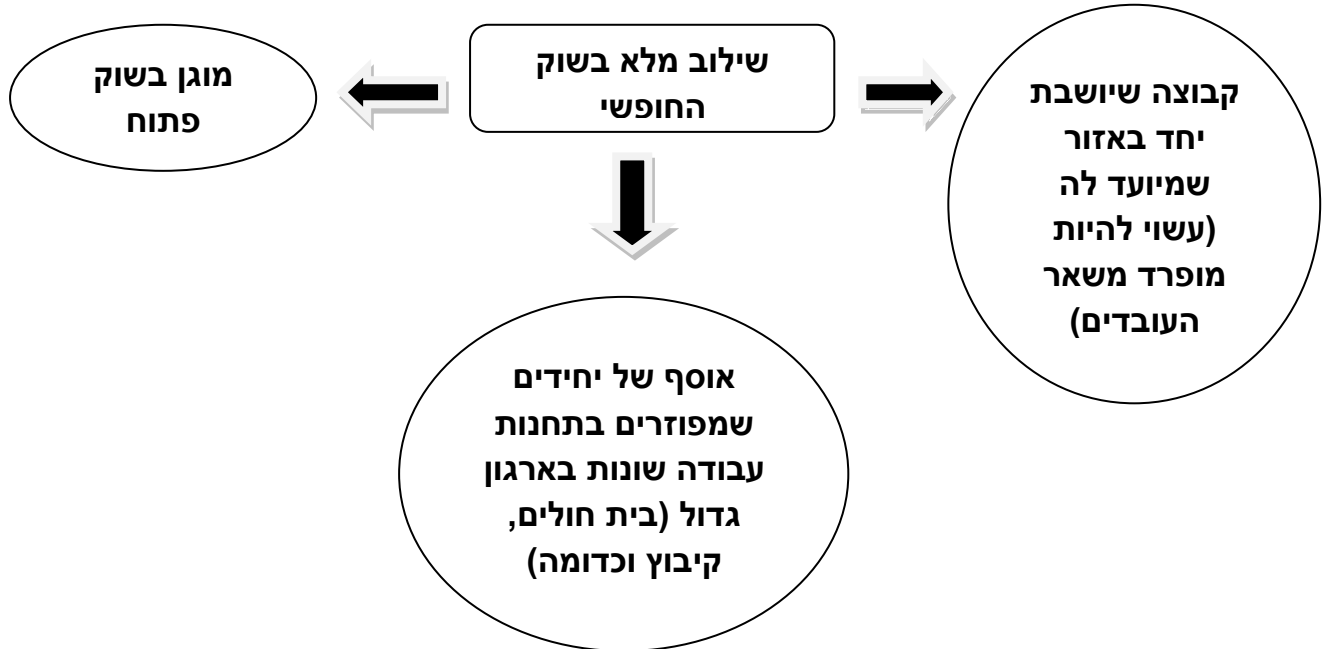 שילוב מלא בשוק
החופשי
קבוצה שיושבת
יחד באזור
שמיועד לה
(עשוי להיות
מופרד משאר
העובדים)
מוגן בשוק
פתוח
אוסף של יחידים
שמפוזרים בתחנות
עבודה שונות בארגון
גדול (בית חולים,
קיבוץ וכדומה)